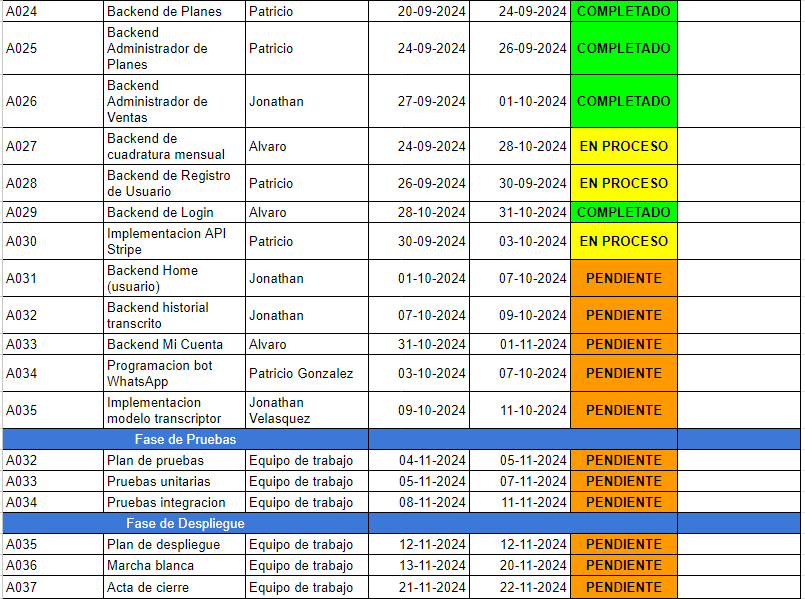 A024 Backend de Planes Patricio 20-09-2024 24-09-2024 COMPLETADO
Backend
A025 Administrador de Patricio 24-09-2024 26-09-2024 COMPLETADO
Planes
Backend
A026 Administrador de Jonathan 27-09-2024 01-10-2024 COMPLETADO
Ventas
A027 Backend de Alvaro 24-09-2024 28-10-2024 EN PROCESO
cuadratura mensual
A028 Backend de Registro Patricio 26-09-2024 30-09-2024 EN PROCESO
de Usuario
A029 Backend de Login Alvaro 28-10-2024 31-10-2024 COMPLETADO
A030 Implementacion API Patricio 30-09-2024 03-10-2024 EN PROCESO
Stripe
A031 Backend Home Jonathan 01-10-2024 07-10-2024 PENDIENTE
(usuario)
A032 Backend historial Jonathan 07-10-2024 09-10-2024 PENDIENTE
transcrito
A033 Backend Mi Cuenta Alvaro 31-10-2024 01-11-2024 PENDIENTE
A034 Programacion bot Patricio Gonzalez 03-10-2024 07-10-2024 PENDIENTE
WhatsApp
A035 Implementacion Jonathan 09-10-2024 11-10-2024 PENDIENTE
modelo transcriptor Velasquez
Fase de Pruebas
A032 Plan de pruebas Equipo de trabajo 04-11-2024 05-11-2024 PENDIENTE
A033 Pruebas unitarias Equipo de trabajo 05-11-2024 07-11-2024 PENDIENTE
A034 Pruebas integracion Equipo de trabajo 08-11-2024 11-11-2024 PENDIENTE
Fase de Despliegue
A035 Plan de despliegue Equipo de trabajo 12-11-2024 12-11-2024 PENDIENTE
A036 Marcha blanca Equipo de trabajo 13-11-2024 20-11-2024 PENDIENTE
A037 Acta de cierre Equipo de trabajo 21-11-2024 22-11-2024 PENDIENTE